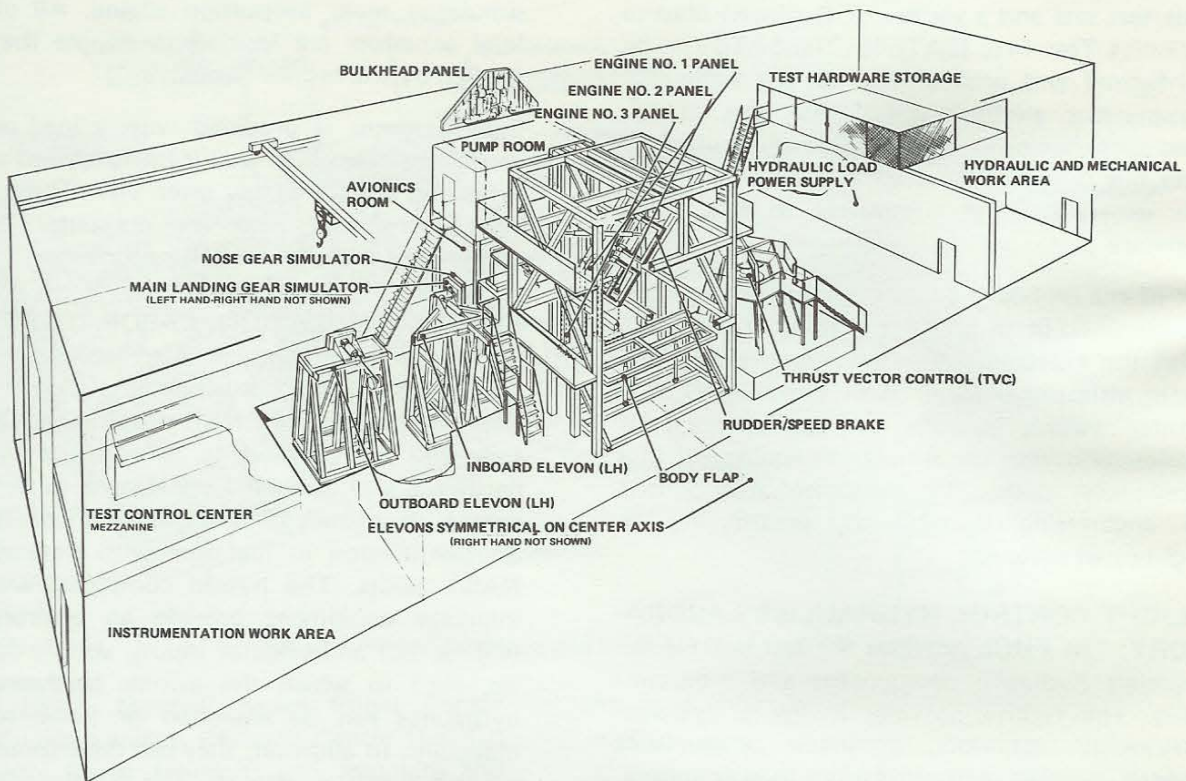 BULKHEAD PANEL
ENGINE NO. 1 PANEL
ENGINE NO. 2 PANEL
ENGINE NO. 3 PANEL
TEST HARDWARE STORAGE
PUMP ROOM
HYDRAULIC LOAD
POWER SUPPLY
HYDRAULIC AND MECHANICAL
WORK AREA
AVIONICS
ROOM
NOSE GEAR SIMULATOR
MAIN LANDING GEAR SIMULATOR
(LEFT HAND-RIGHT HAND NOT SHOWN)
THRUST VECTOR CONTROL (TVC)
RUDDER/SPEED BRAKE
INBOARD ELEVON (LH)
BODY FLAP
OUTBOARD ELEVON (LH)
TEST CONTROL CENTER
MEZZANINE
ELEVONS SYMMETRICAL ON CENTER AXIS
(RIGHT HAND NOT SHOWN)
INSTRUMENTATION WORK AREA